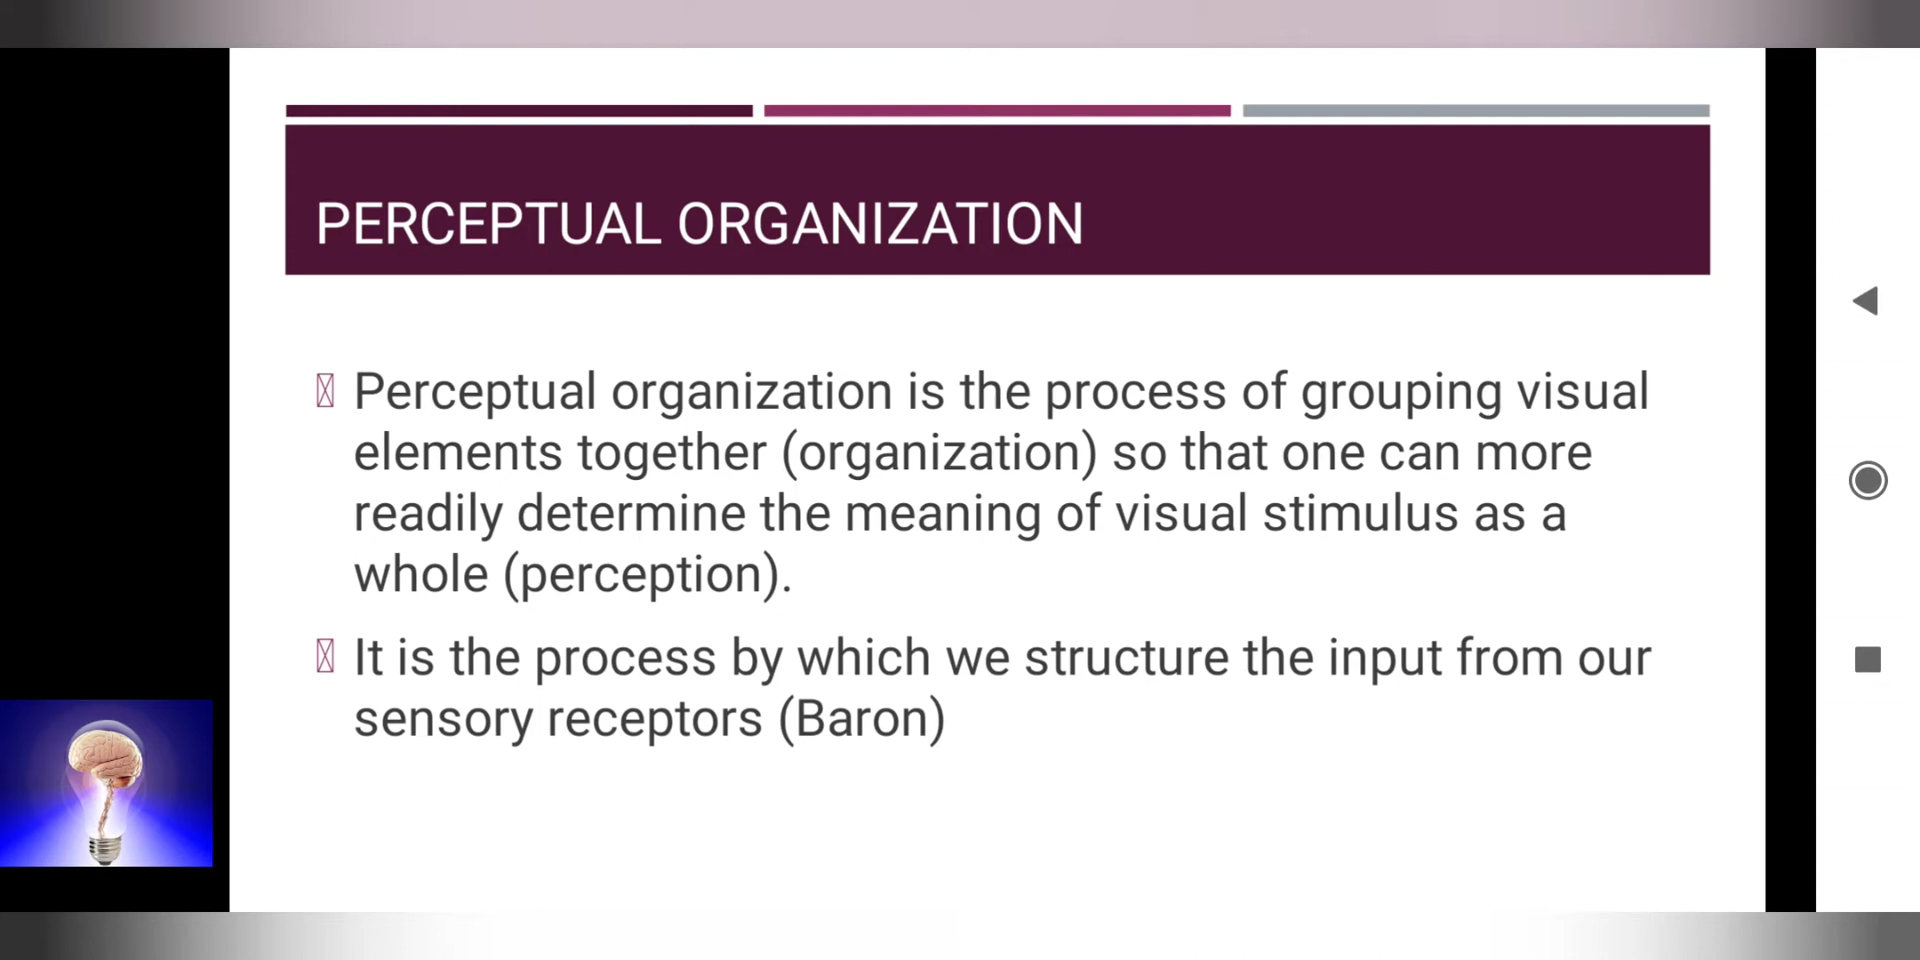 PERCEPTUAL ORGANIZATION
Perceptual organization is the process of grouping visual
elements together (organization) so that one can more
readily determine the meaning of visual stimulus as a
whole (perception).
It is the process by which we structure the input from our
sensory receptors (Baron)